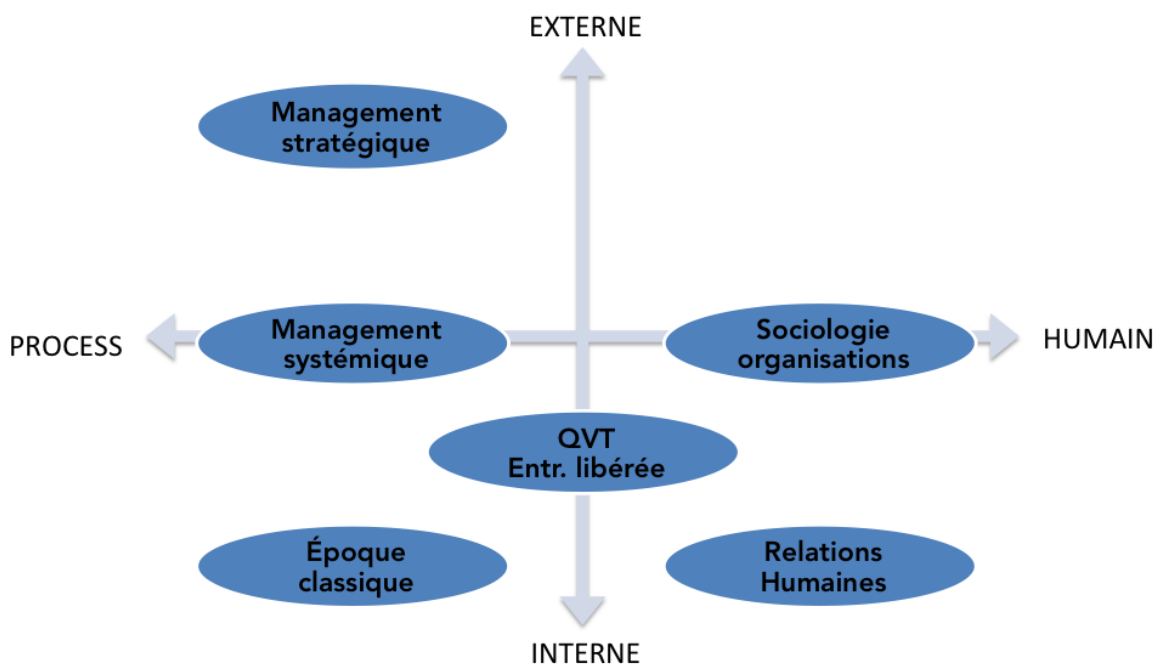 EXTERNE
Management
stratégique
PROCESS
Management
systémique
Sociologie
organisations
HUMAIN
QVT
Entr. libérée
Époque
classique
Relations
Humaines
INTERNE